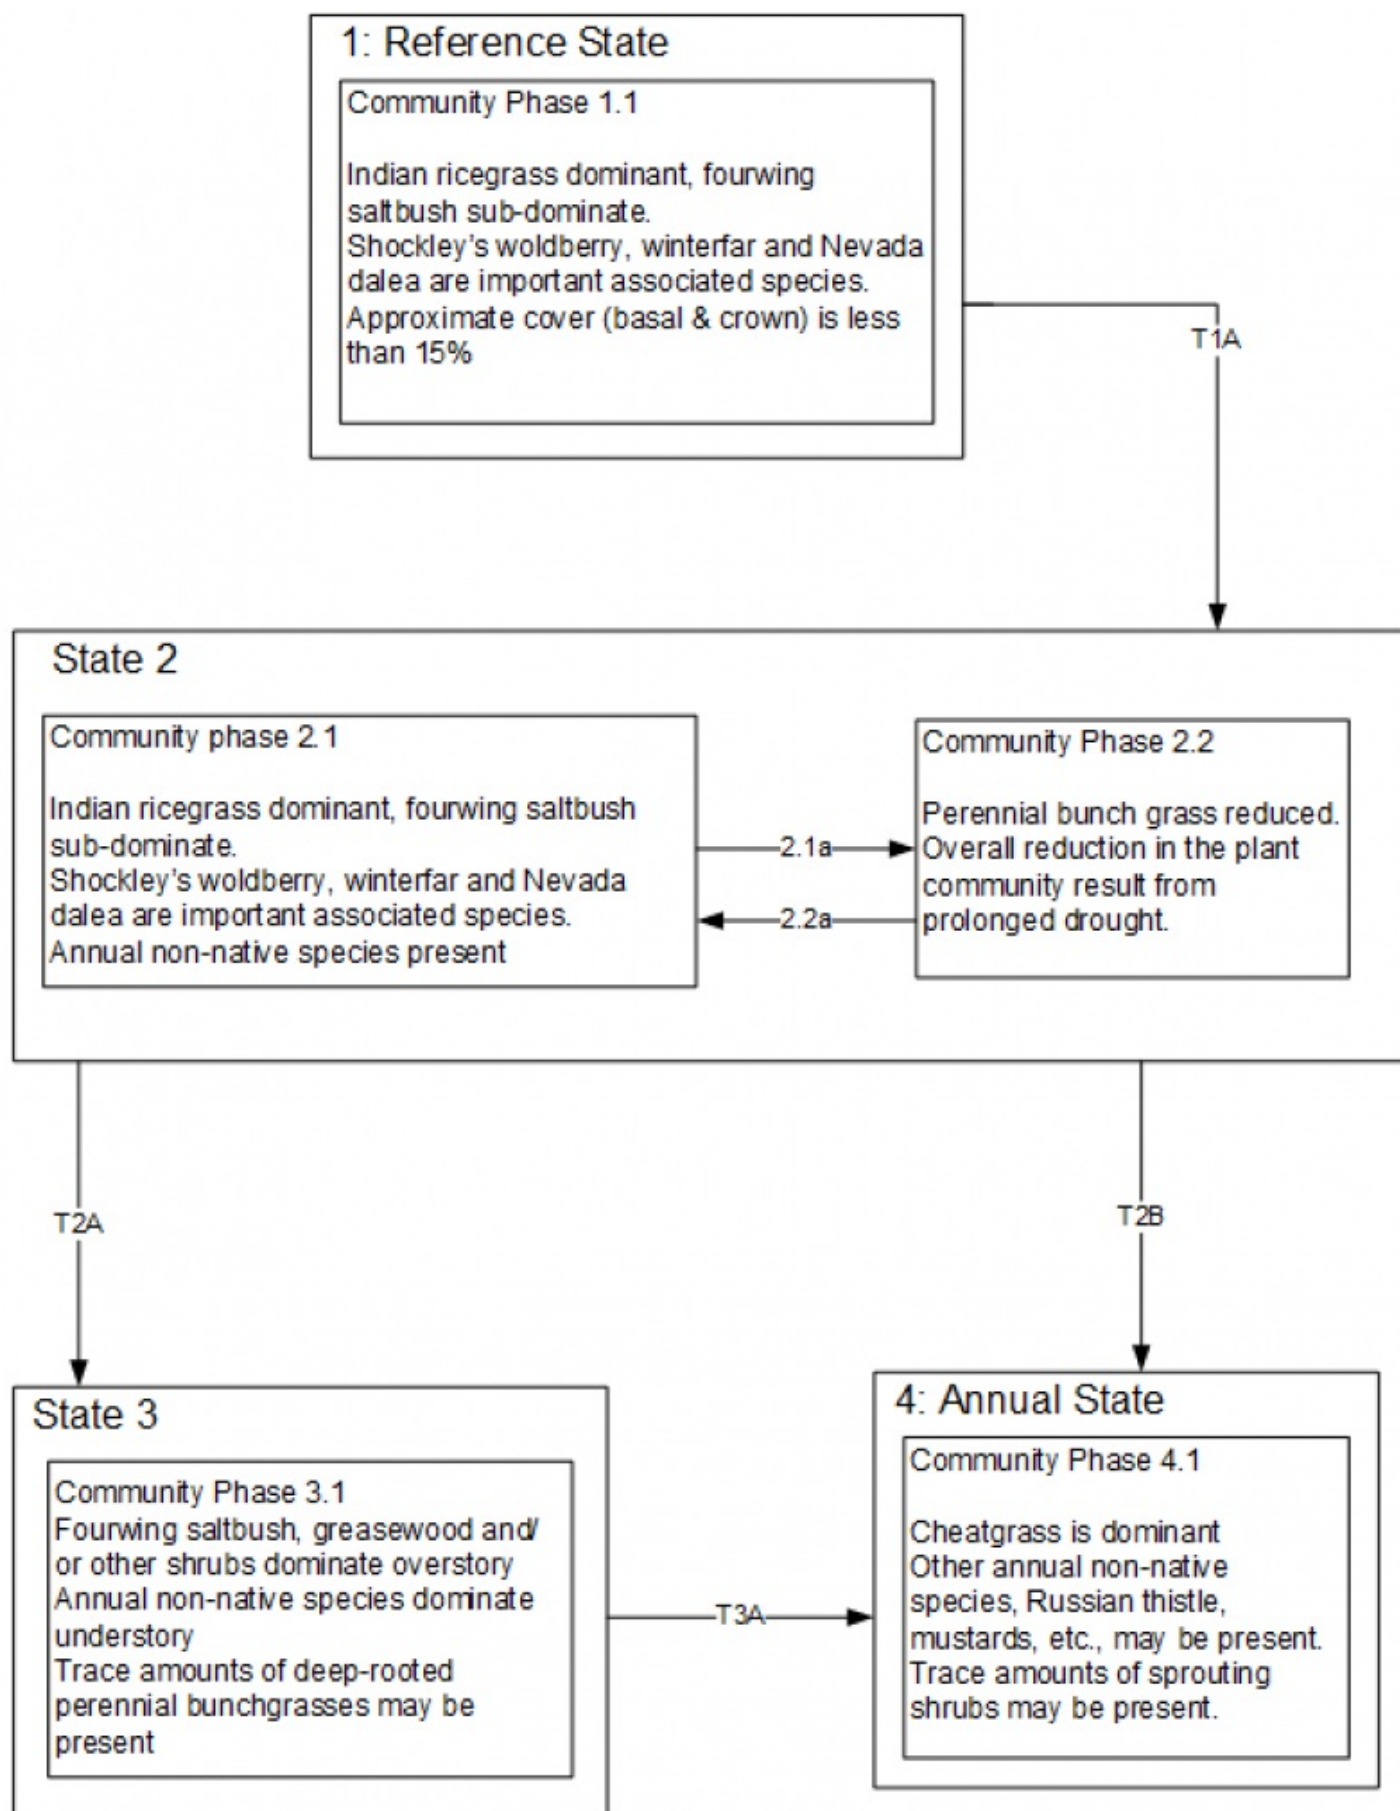 1: Reference State
Community Phase 1.1
Indian ricegrass dominant, fourwing
saltbush sub-dominate.
Shockley's woldberry, winterfar and Nevada
dalea are important associated species.
Approximate cover (basal & crown) is less
than 15%
T1A
State 2
Community phase 2.1
Indian ricegrass dominant, fourwing saltbush
sub-dominate.
Shockley's woldberry, winterfar and Nevada
dalea are important associated species.
Annual non-native species present
2.1a
2.2a
Community Phase 2.2
Perennial bunch grass reduced.
Overall reduction in the plant
community result from
prolonged drought.
T2A
T2B
State 3
Community Phase 3.1
Fourwing saltbush, greasewood and/
or other shrubs dominate overstory
Annual non-native species dominate
understory
Trace amounts of deep-rooted
perennial bunchgrasses may be
present
T3A
4: Annual State
Community Phase 4.1
Cheatgrass is dominant
Other annual non-native
species, Russian thistle,
mustards, etc., may be present.
Trace amounts of sprouting
shrubs may be present.